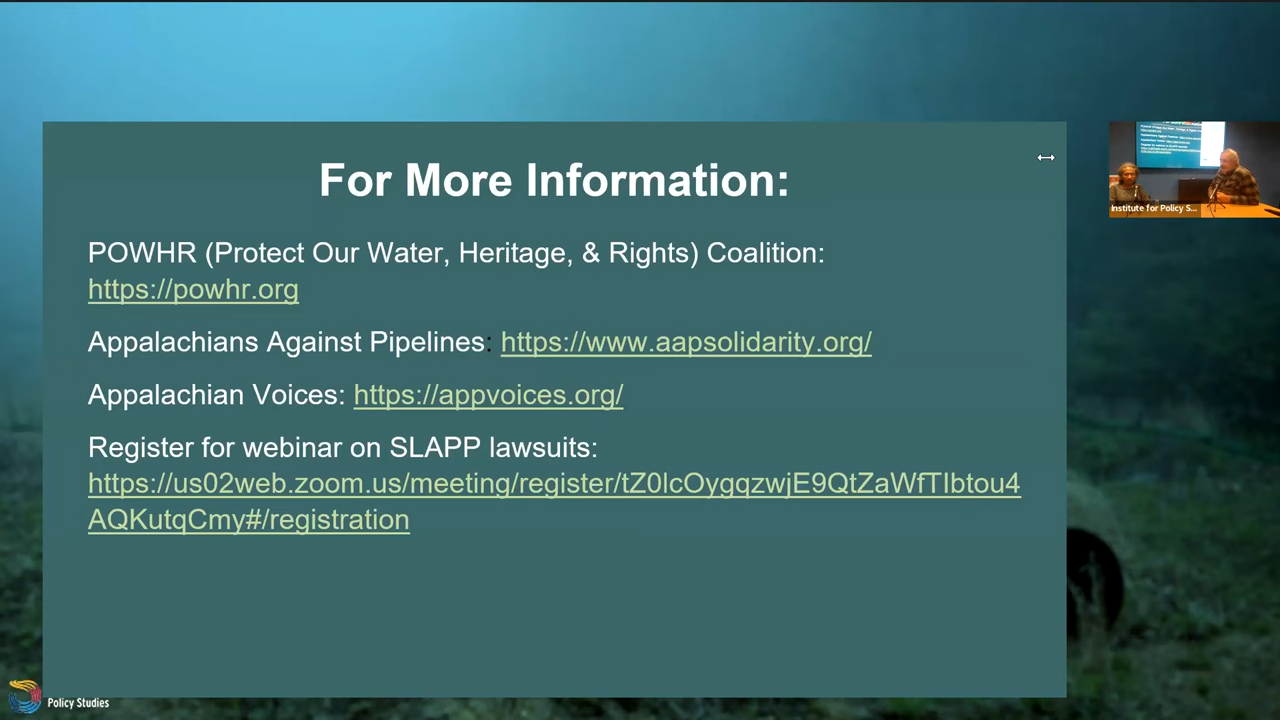 For More Information:
POWHR (Protect Our Water, Heritage, & Rights) Coalition:
https://powhr.org
Appalachians Against Pipelines: https://www.aapsolidarity.org/
Appalachian Voices: https://appvoices.org/
Register for webinar on SLAPP lawsuits:
https://us02web.zoom.us/meeting/register/tZ0lcOygqzwjE9QtZaWfTIbtou4
AQKutqCmy#/registration
Institute for Policy S...
Policy Studies